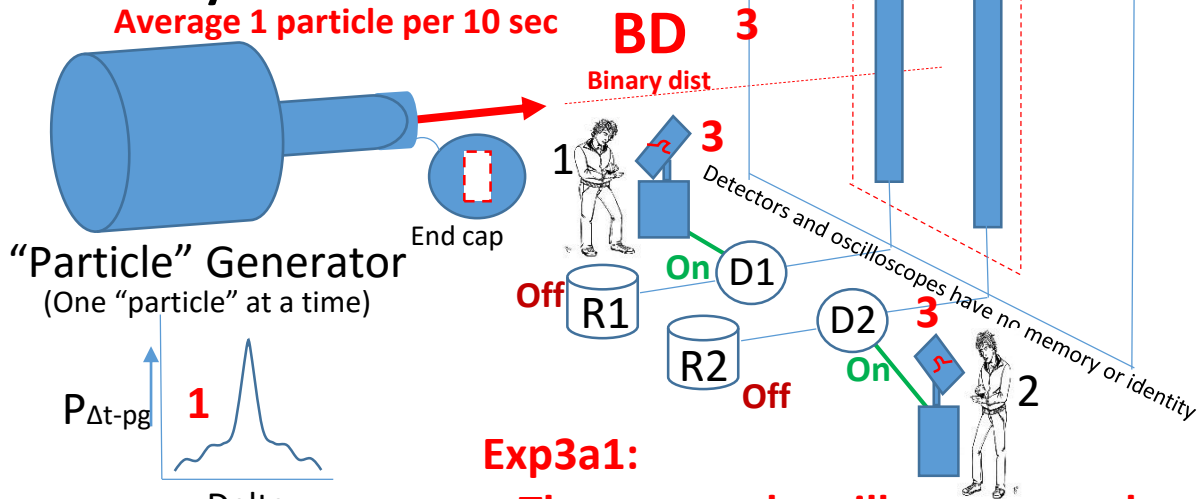 Average 1 particle per 10 sec
BD
3
Binary dist
1
3
Detectors and oscilloscopes have no memory or identity
End cap
"Particle" Generator
(One "particle" at a time)
On
D1
Off
R1
D2
3
R2
On
Off
2
PΔt-pg
1
Exp3a1: